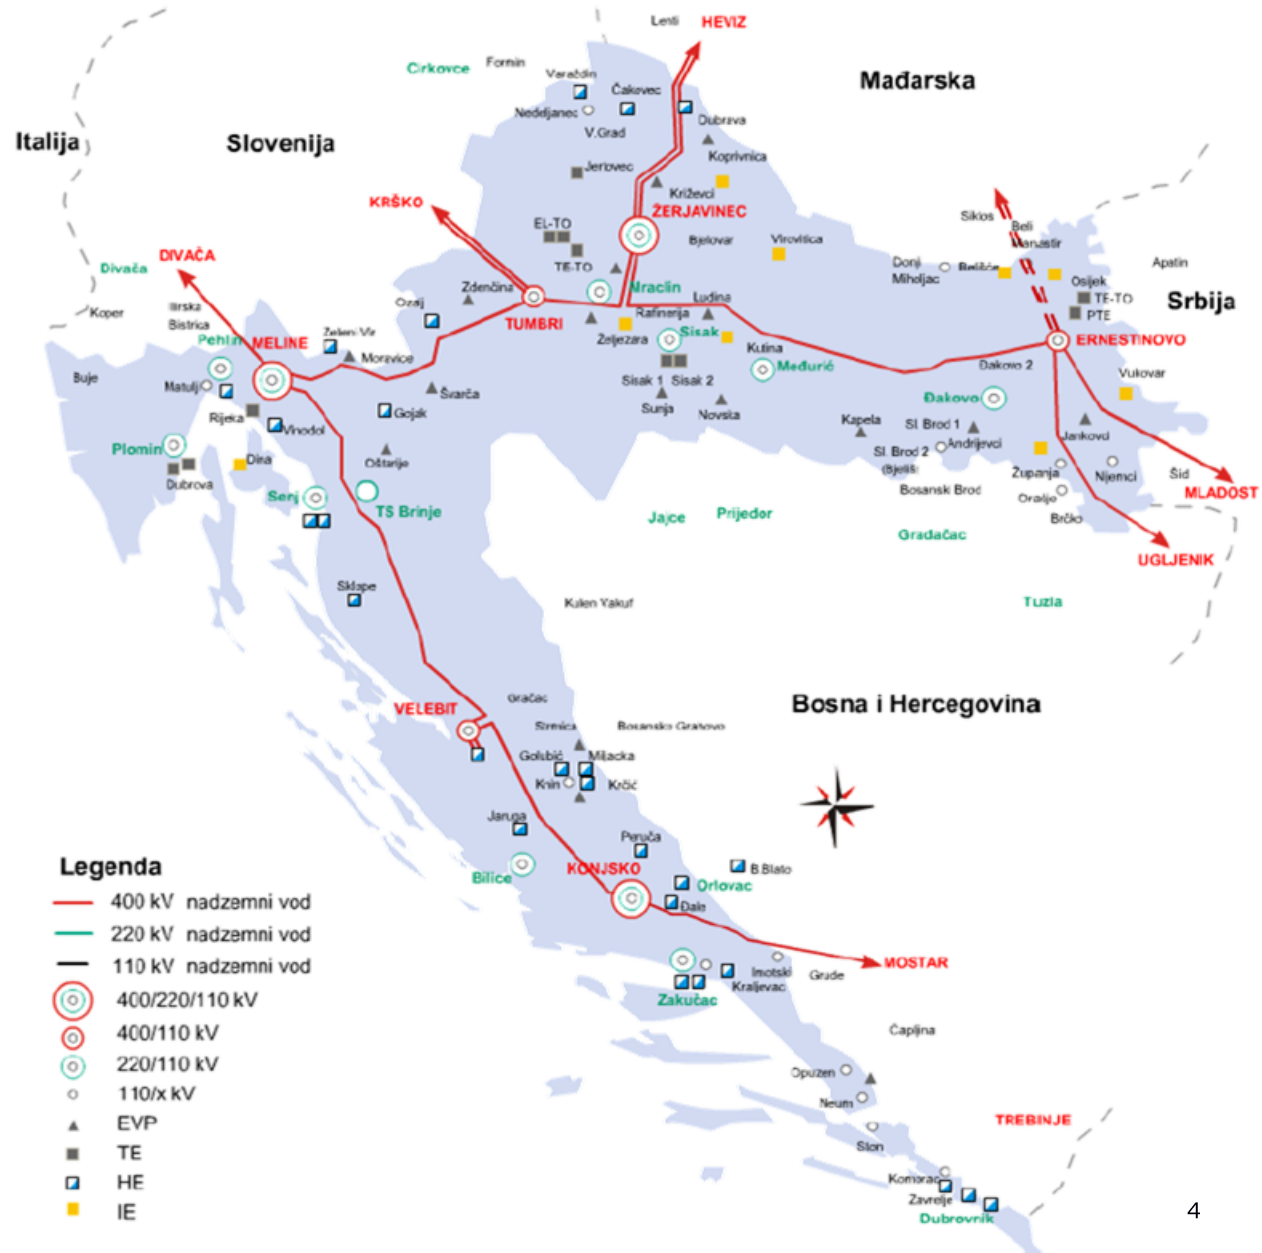 Lenti
HEVIZ
Cirkovce
Formin
Varaždin
Čakovec
Mađarska
Nedeljanec
V.Grad
Dubrava
Italija
Slovenija
Koprivnica
Jertovec
Križevci
KRŠKO
ŽERJAVINEC
EL-TO
Bjelovar
Virovitica
Siklos
Beli
Manastir
DIVAČA
Divača
TE-TO
Donji
Miholjac
Belišće
Apatin
Osijek
TE-TO
PTE
Srbija
Zdenčina
Mraclin
Ludina
Koper
Ilirska
Bistrica
TUMBRI
Rafinerija
Željezara
Sisak
ERNESTINOVO
Pehlin
MELINE
Zeleni Vir
Moravice
Kutina
Međurić
Đakovo 2
Vukovar
Buje
Matulji
Švarča
Sisak 1
Sisak 2
Sunja
Novska
Đakovo
Rijeka
Vinodol
Gojak
Kapela
Sl. Brod 1
Andrijevci
Jankovci
Plomin
Dina
Oštarije
Sl. Brod 2
Županja
Njemci
Šid
MLADOST
Dubrova
Senj
TS Brinje
Bosanski Brod
Orašje
Brčko
Jajce
Prijedor
Gradačac
UGLJENIK
Sklope
Kulen Vakuf
Tuzla
VELEBIT
Gračac
Bosna i Hercegovina
Strmica
Bosansko Grahovo
Golubić
Miljacka
Knin
Krčić
Jaruga
Peruča
KONJSKO
B.Blato
Bilice
Orlovac
Đale
MOSTAR
Imotski
Grude
Kraljevac
Zakučac
Čapljina
Opuzen
Neum
TREBINJE
Ston
Komorac
Zavrelje
Dubrovnik
Legenda
400 kV nadzemni vod
220 kV nadzemni vod
110 kV nadzemni vod
400/220/110 kV
400/110 kV
220/110 kV
110/x kV
EVP
TE
HE
IE
4